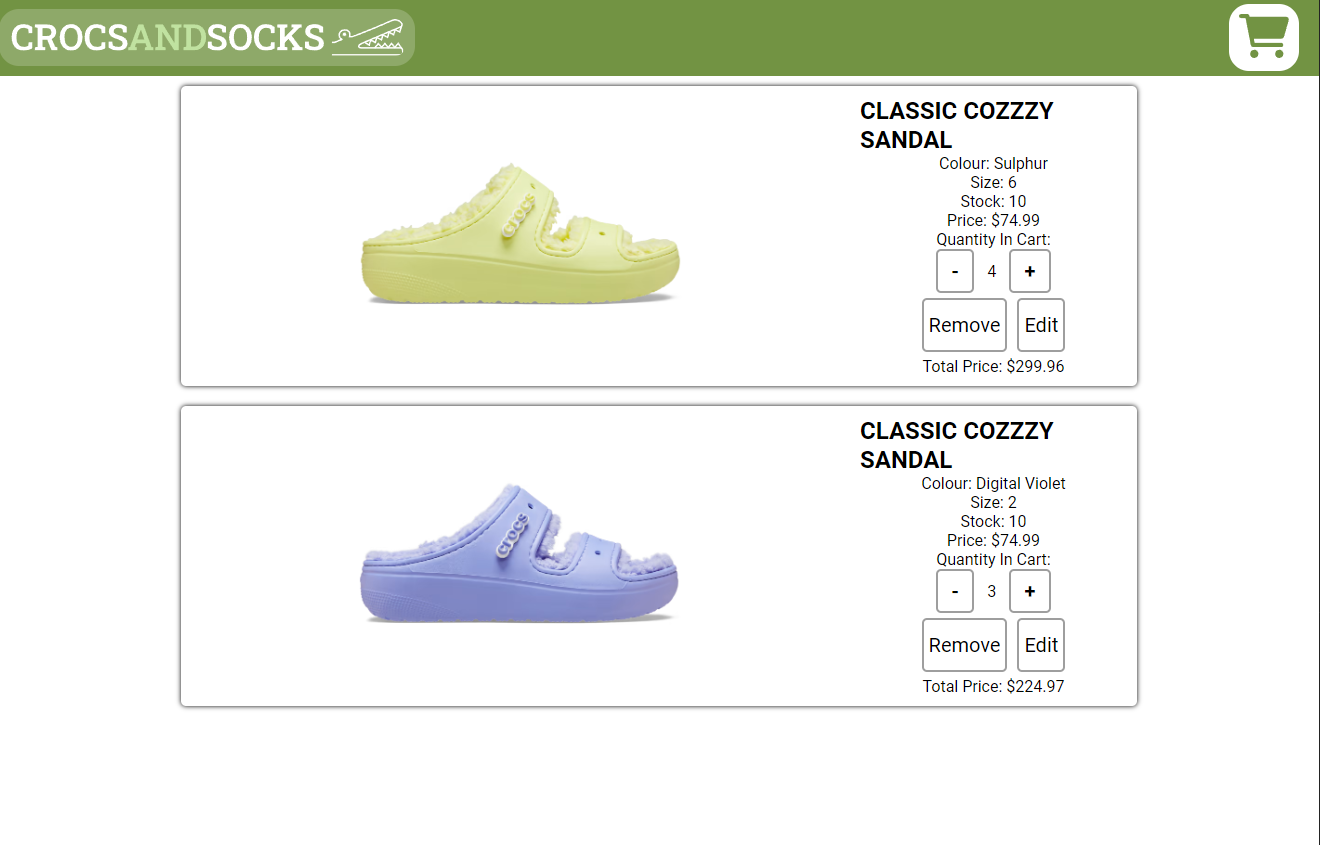 CROCSANDSOCKS
CLASSIC COZZZY
SANDAL
Colour: Sulphur
Size: 6
Stock: 10
Price: $74.99
Quantity In Cart:
- 4 +
Remove Edit
Total Price: $299.96
crocs
CLASSIC COZZZY
SANDAL
Colour: Digital Violet
Size: 2
Stock: 10
Price: $74.99
Quantity In Cart:
- 3 +
Remove Edit
Total Price: $224.97
crocs